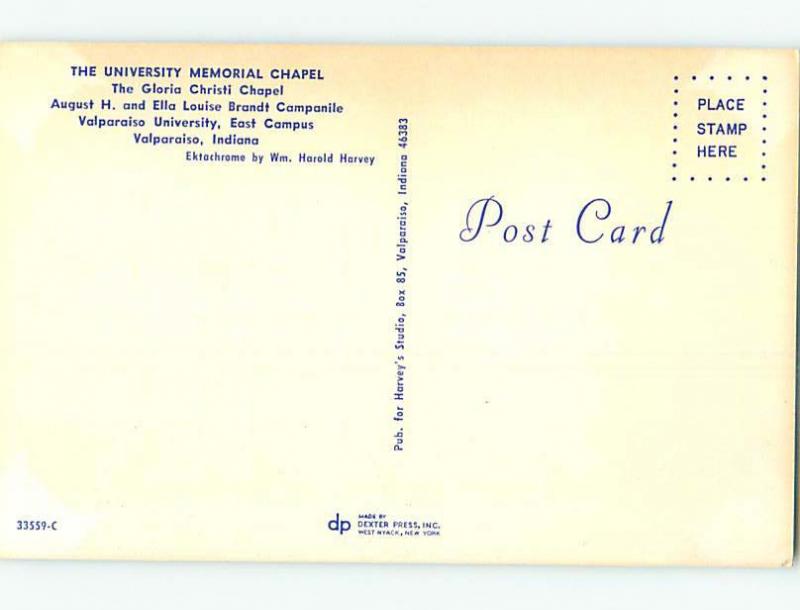 THE UNIVERSITY MEMORIAL CHAPEL
The Gloria Christi Chapel
August H. and Ella Louise Brandt Campanile
Valparaiso University, East Campus
Valparaiso, Indiana
Ektachrome by Wm. Harold Harvey
33559-C
Pub. for Harvey's Studio, Box 85, Valparaiso, Indiana 46383
dp
MADE BY
DEXTER PRESS, INC.
WEST NYACK, NEW YORK
PLACE
STAMP
HERE
Post Card